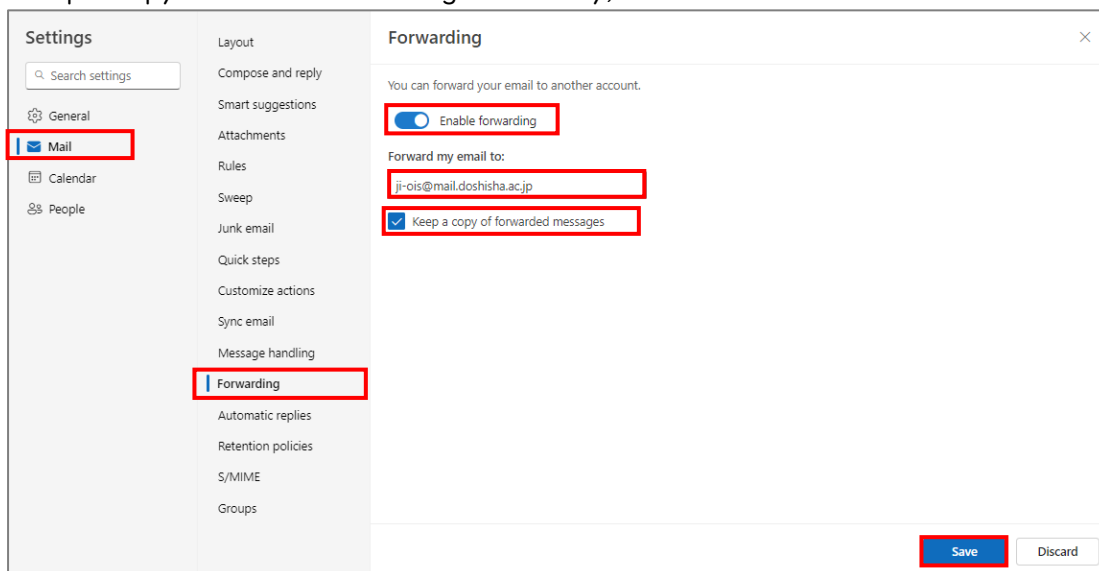 Settings
Search settings
General
Mail
Calendar
People
Layout
Compose and reply
Smart suggestions
Attachments
Rules
Sweep
Junk email
Quick steps
Customize actions
Sync email
Message handling
Forwarding
Automatic replies
Retention policies
S/MIME
Groups
Forwarding
You can forward your email to another account.
Enable forwarding
Forward my email to:
ji-ois@mail.doshisha.ac.jp
Keep a copy of forwarded messages
Save Discard